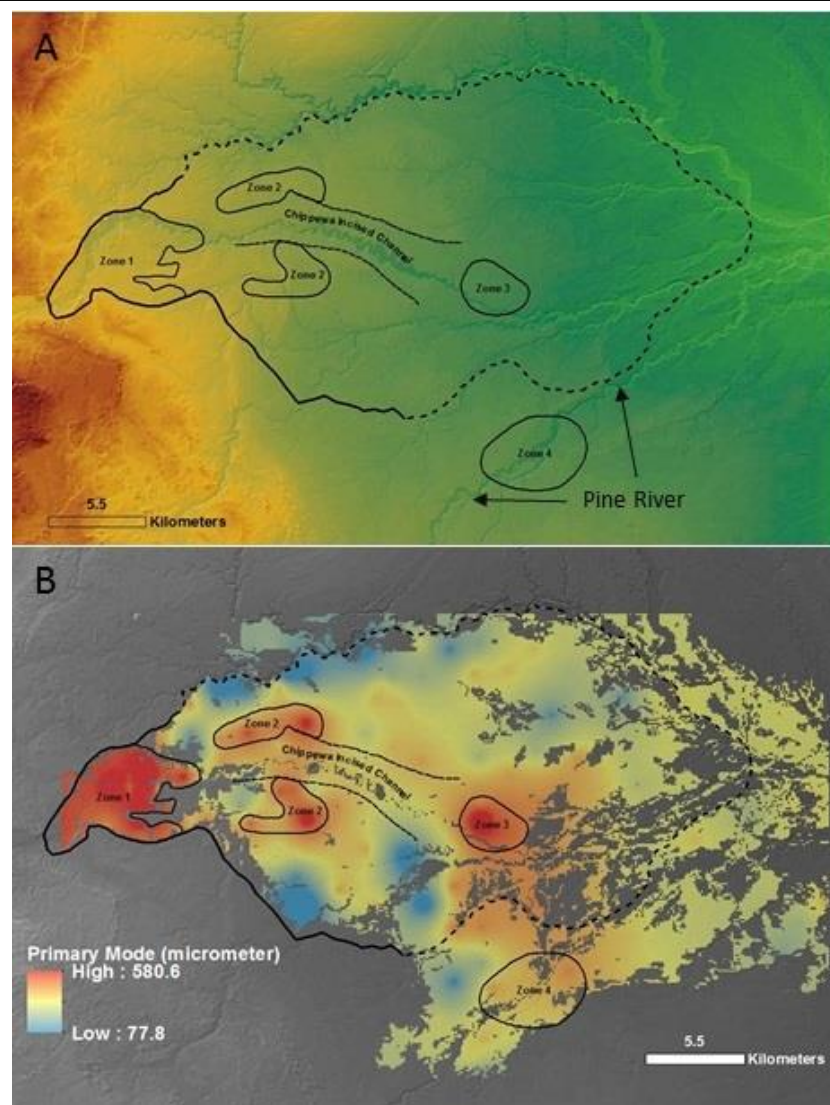 A
Zone 2
Chippewa Incised Channel
Zone 1
Zone 2
Zone 3
Zone 4
Pine River
5.5
Kilometers
B
Zone 2
Chippewa Incised Channel
Zone 1
Zone 2
Zone 3
Primary Mode (micrometer)
High : 580.6
Low : 77.8
Zone 4
5.5
Kilometers